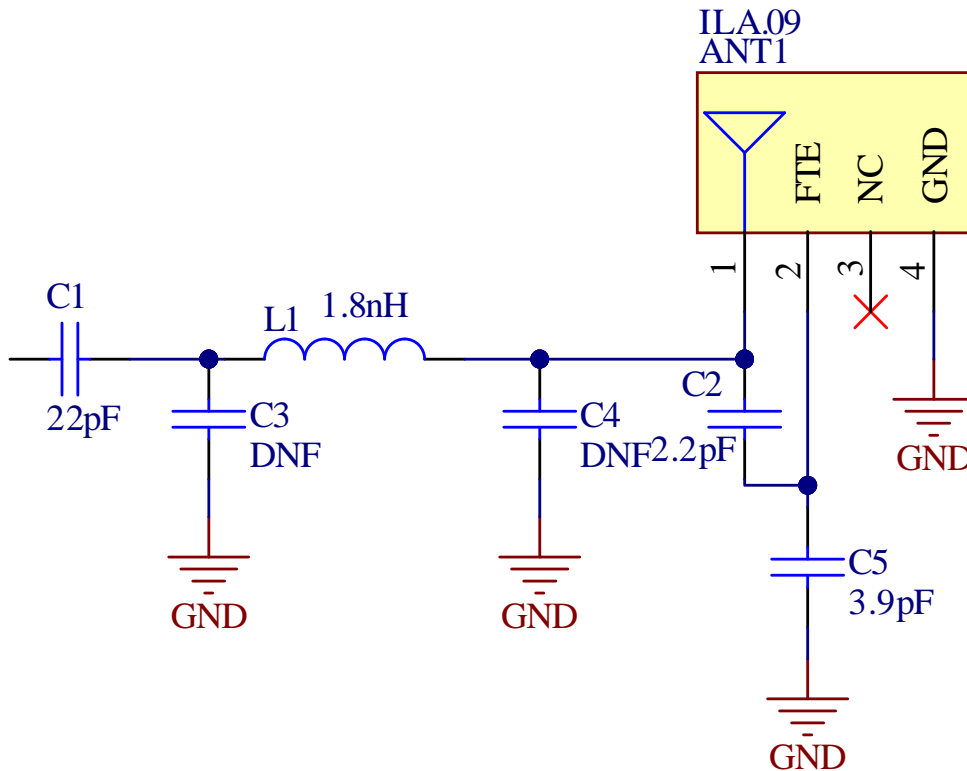 ILA.09
ANT1
FTE
NC
GND
1
2
3
4
C1
22pF
L1
1.8nH
C3
DNF
C4
DNF
C2
2.2pF
GND
C5
3.9pF
GND
GND
GND